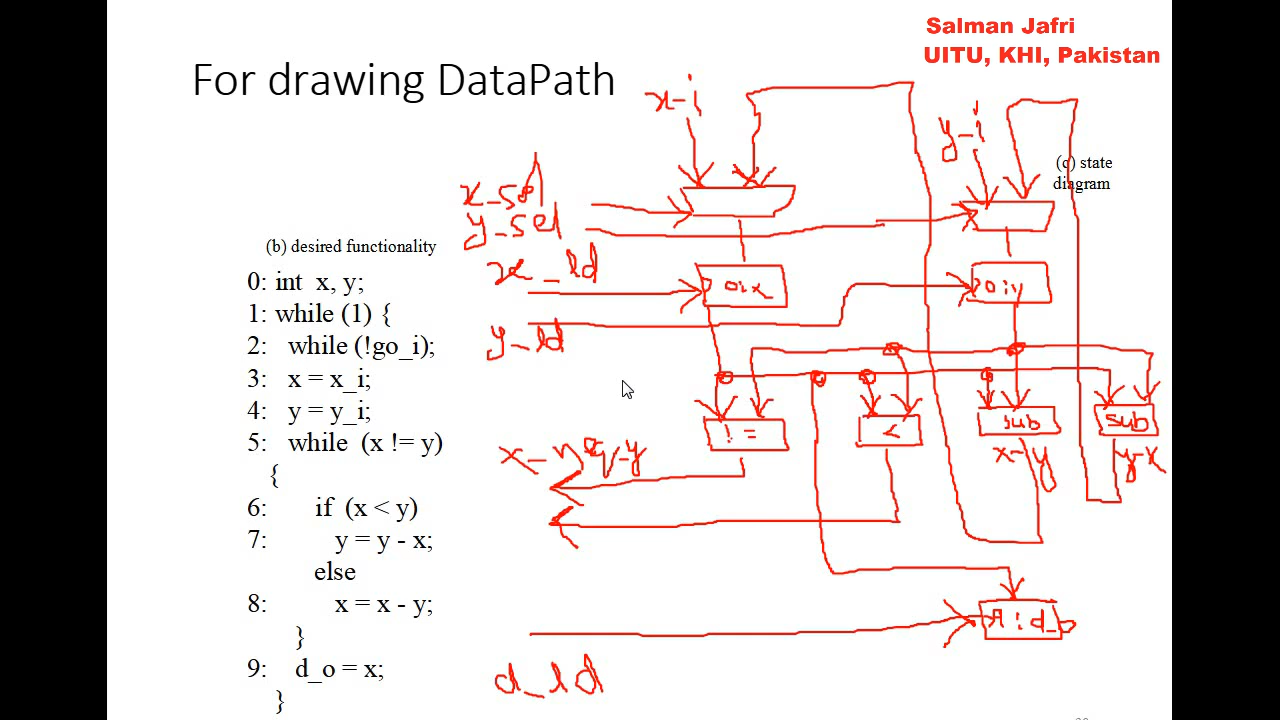 Salman Jafri
UITU, KHI, Pakistan
For drawing DataPath
x-i
y-i
(c) state
diagram
x_sel
y_sel
(b) desired functionality
x_ld
0: int x, y;
1: while (1) {
2: while (!go_i);
y_ld
3: x = x_i;
4: y = y_i;
5: while (x != y)
{
6: if (x < y)
7: y = y - x;
else
8: x = x - y;
}
9: d_o = x;
}
!=
<
sub
sub
x-y
y-x
d_ld